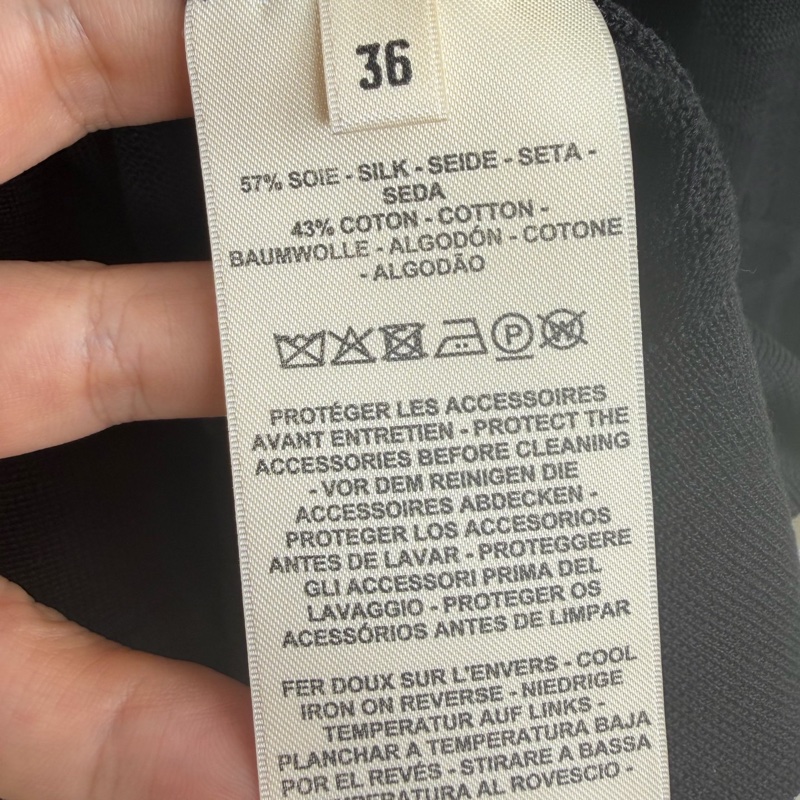 36
57% SOIE - SILK - SEIDE - SETA -
SEDA
43% COTON - COTTON -
BAUMWOLLE - ALGODÓN - COTONE
- ALGODÃO
P
W
PROTÉGER LES ACCESSOIRES
AVANT ENTRETIEN - PROTECT THE
ACCESSORIES BEFORE CLEANING
- VOR DEM REINIGEN DIE
ACCESSOIRES ABDECKEN -
PROTEGER LOS ACCESORIOS
ANTES DE LAVAR - PROTEGGERE
GLI ACCESSORI PRIMA DEL
LAVAGGIO - PROTEGER OS
ACESSÓRIOS ANTES DE LIMPAR
FER DOUX SUR L'ENVERS - COOL
IRON ON REVERSE - NIEDRIGE
TEMPERATUR AUF LINKS -
PLANCHAR A TEMPERATURA BAJA
POR EL REVÉS - STIRARE A BASSA
TEMPERATURA AL ROVESCIO -